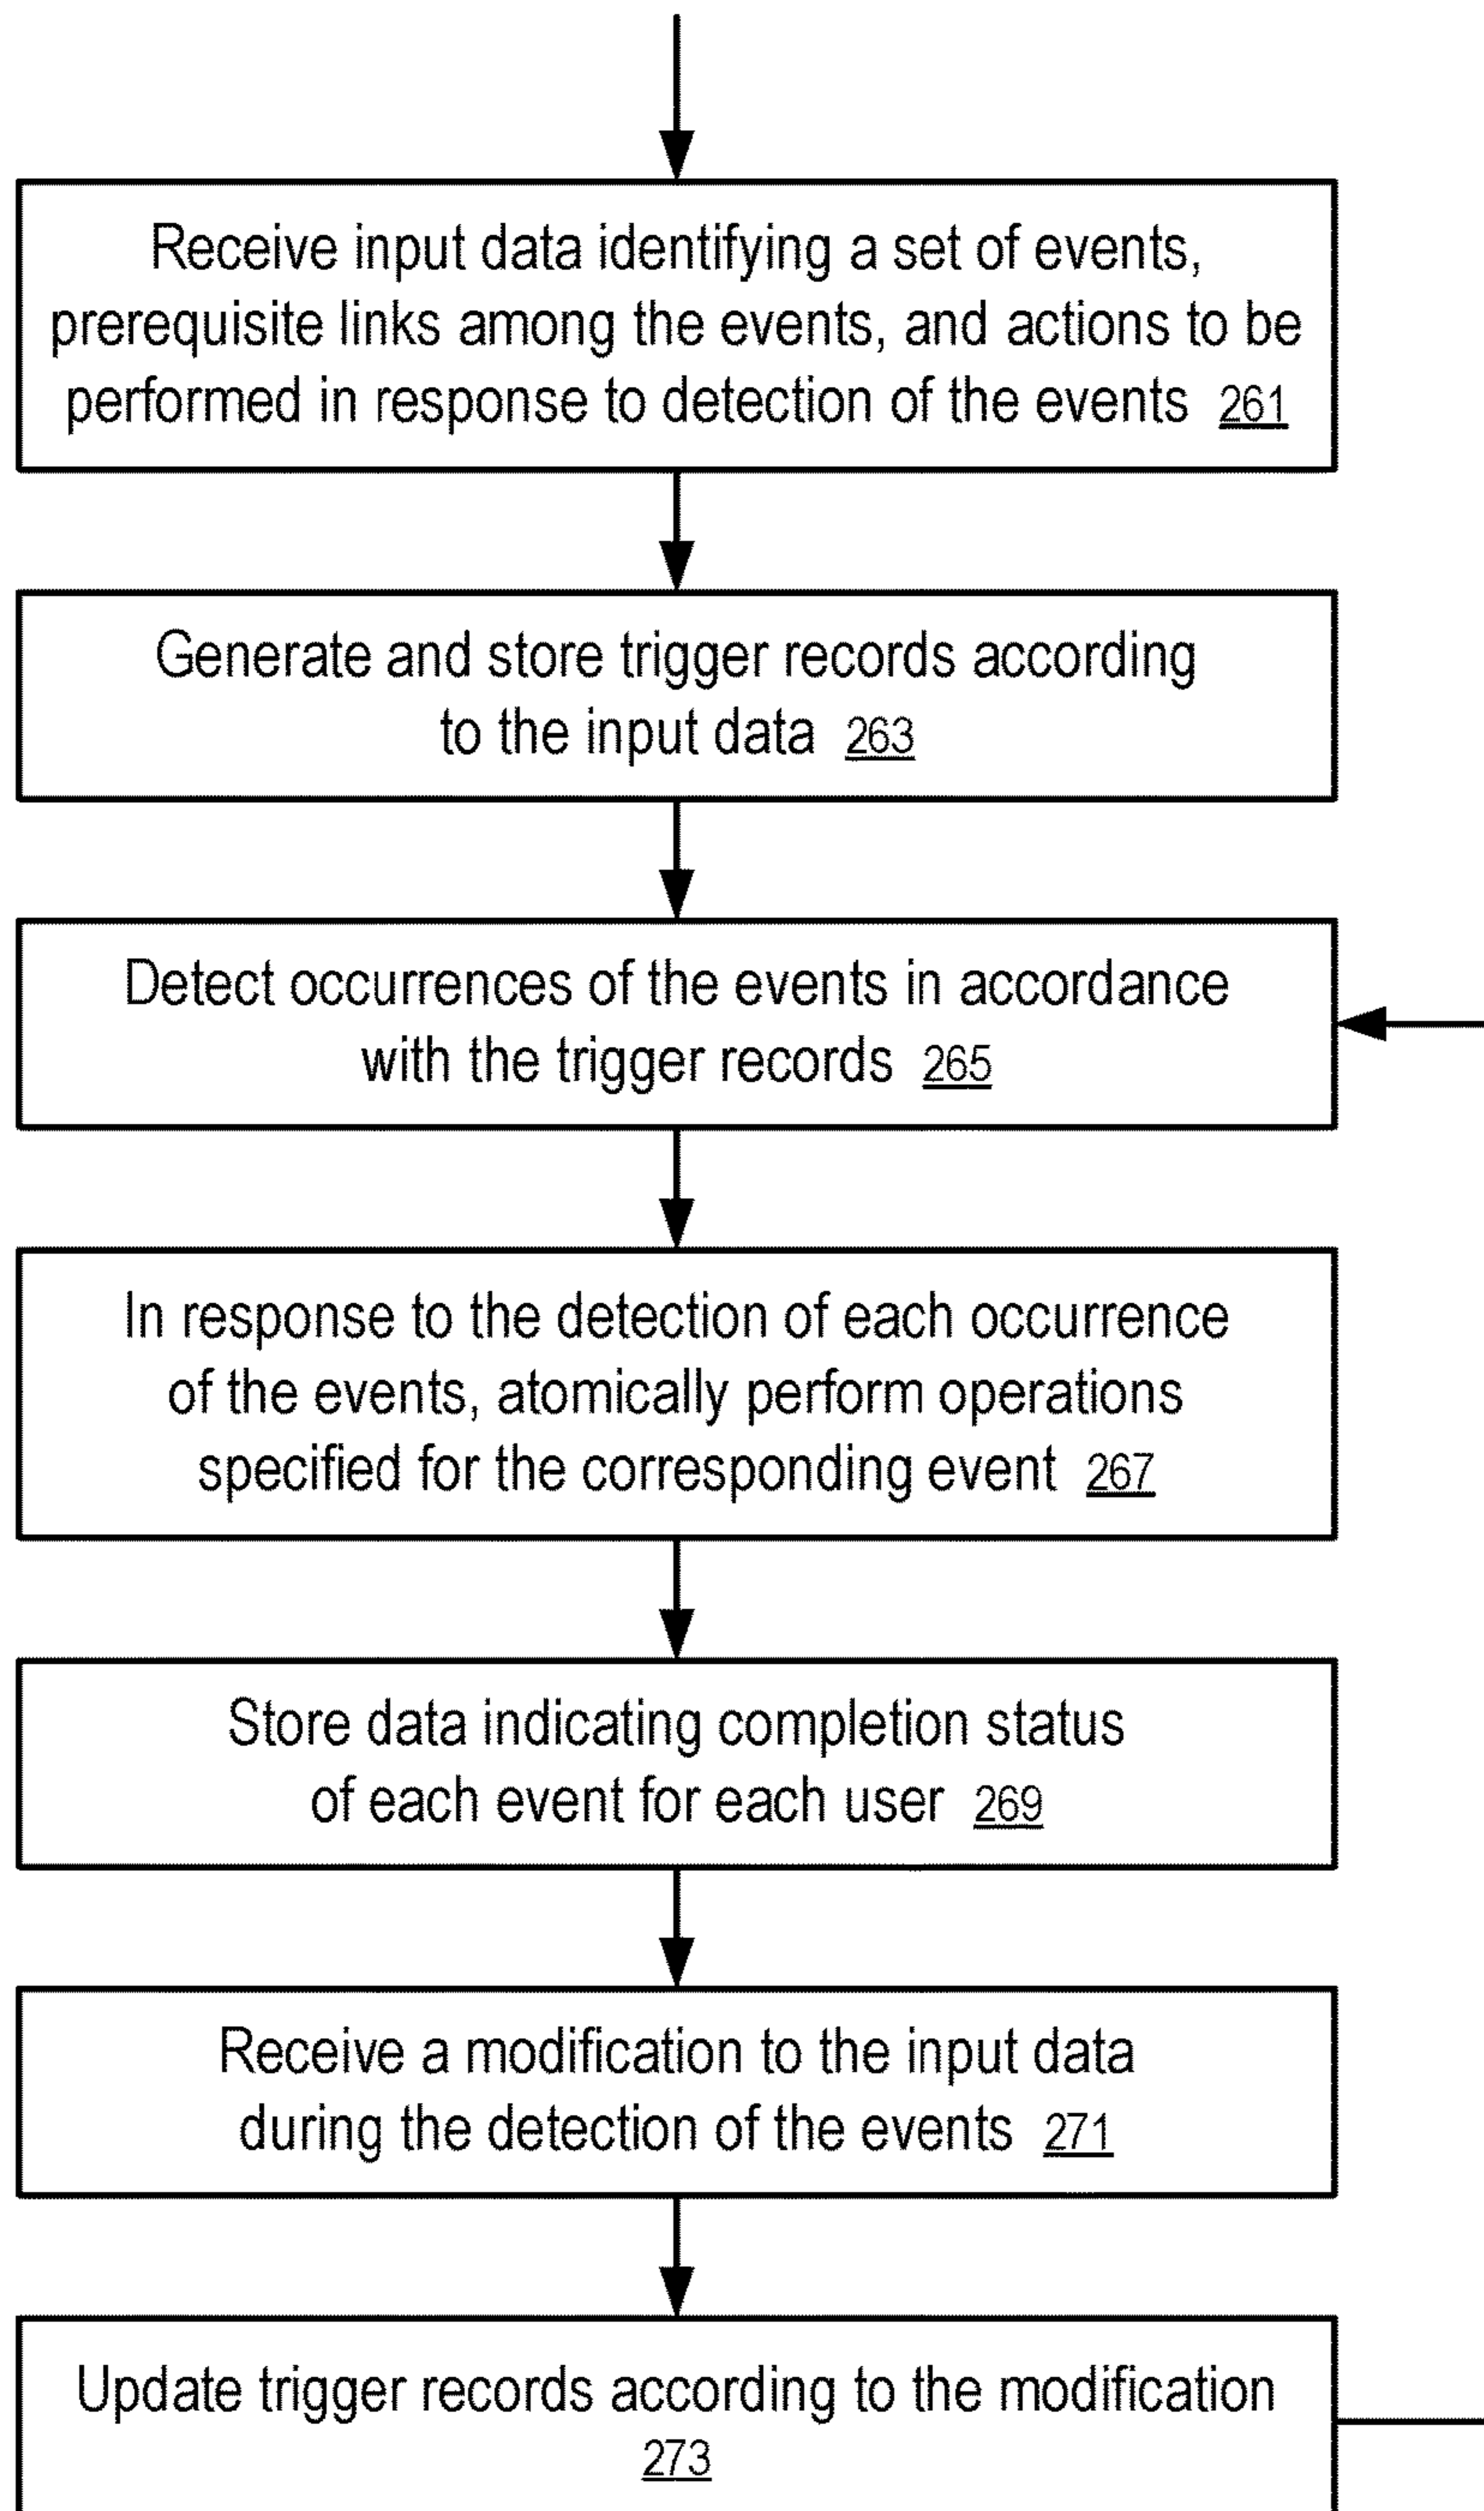 Receive input data identifying a set of events,
prerequisite links among the events, and actions to be
performed in response to detection of the events 261
Generate and store trigger records according
to the input data 263
Detect occurrences of the events in accordance
with the trigger records 265
In response to the detection of each occurrence
of the events, atomically perform operations
specified for the corresponding event 267
Store data indicating completion status
of each event for each user 269
Receive a modification to the input data
during the detection of the events 271
Update trigger records according to the modification
273